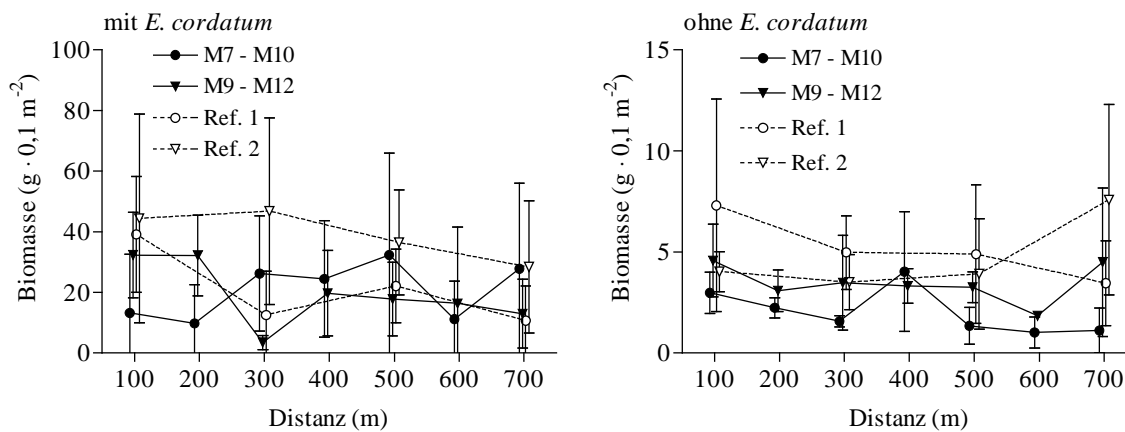 mit E. cordatum
M7 - M10
M9 - M12
Ref. 1
Ref. 2
Biomasse (g · 0,1 m-2)
100
80
60
40
20
0
100 200 300 400 500 600 700
Distanz (m)
ohne E. cordatum
M7 - M10
M9 - M12
Ref. 1
Ref. 2
Biomasse (g · 0,1 m-2)
15
10
5
0
100 200 300 400 500 600 700
Distanz (m)